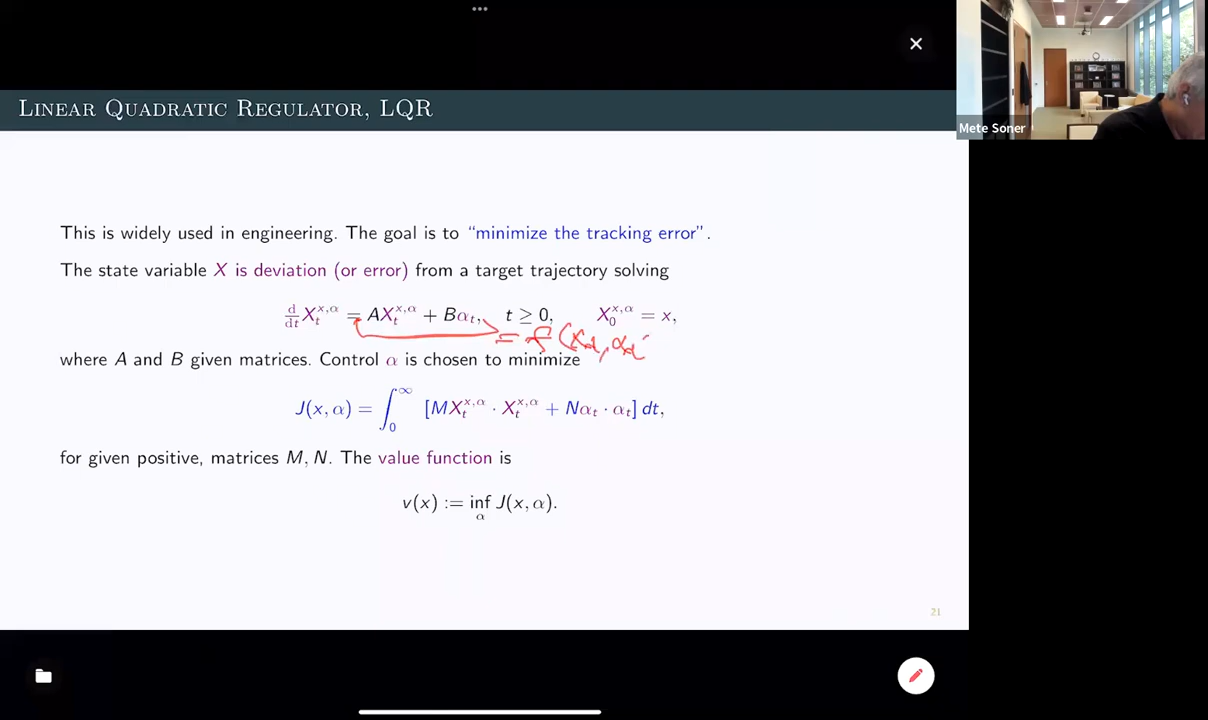 LINEAR QUADRATIC REGULATOR, LQR
Mete Soner
This is widely used in engineering. The goal is to “minimize the tracking error”.
The state variable X is deviation (or error) from a target trajectory solving
d/dt X_t^{x,α} = AX_t^{x,α} + Bα_t, t ≥ 0, X_0^{x,α} = x,
= f(x_t, α_t
where A and B given matrices. Control α is chosen to minimize
J(x, α) = ∫_0^∞ [MX_t^{x,α} · X_t^{x,α} + Nα_t · α_t] dt,
for given positive, matrices M, N. The value function is
v(x) := inf_α J(x, α).
21